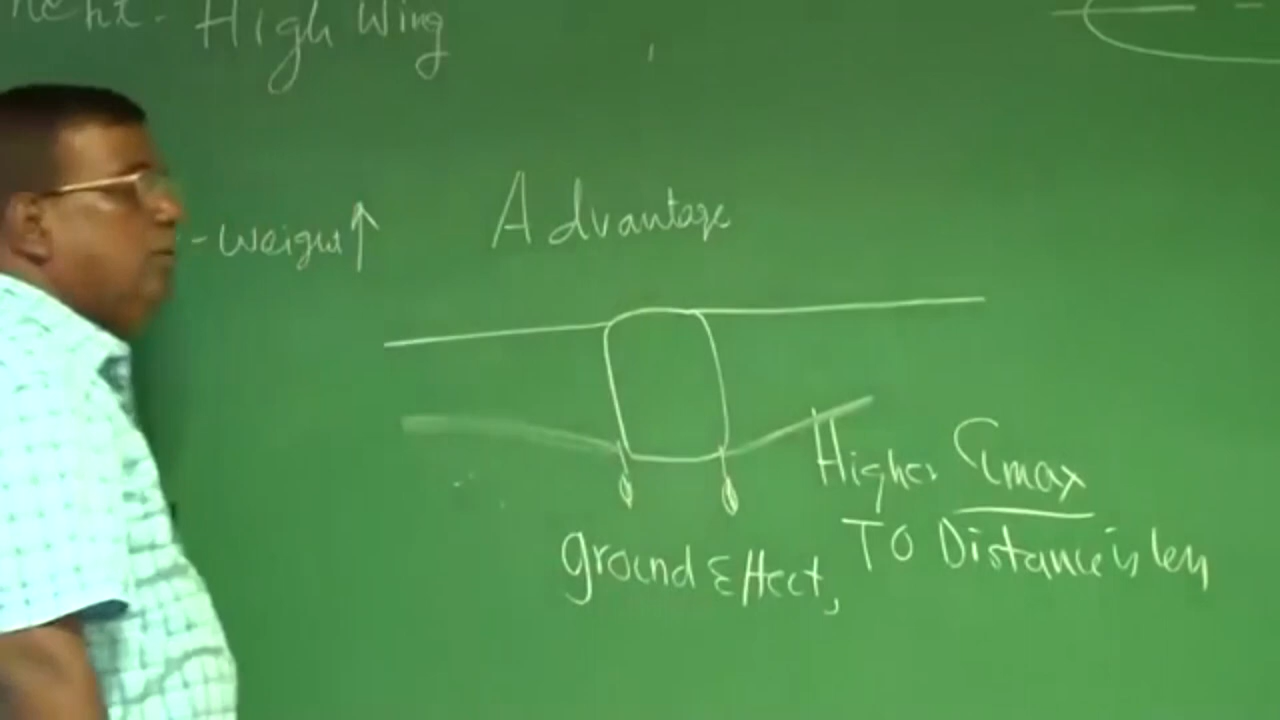 High Wing
- Weight ↑
Advantage
Higher CLmax
TO Distance is less
ground Effect,